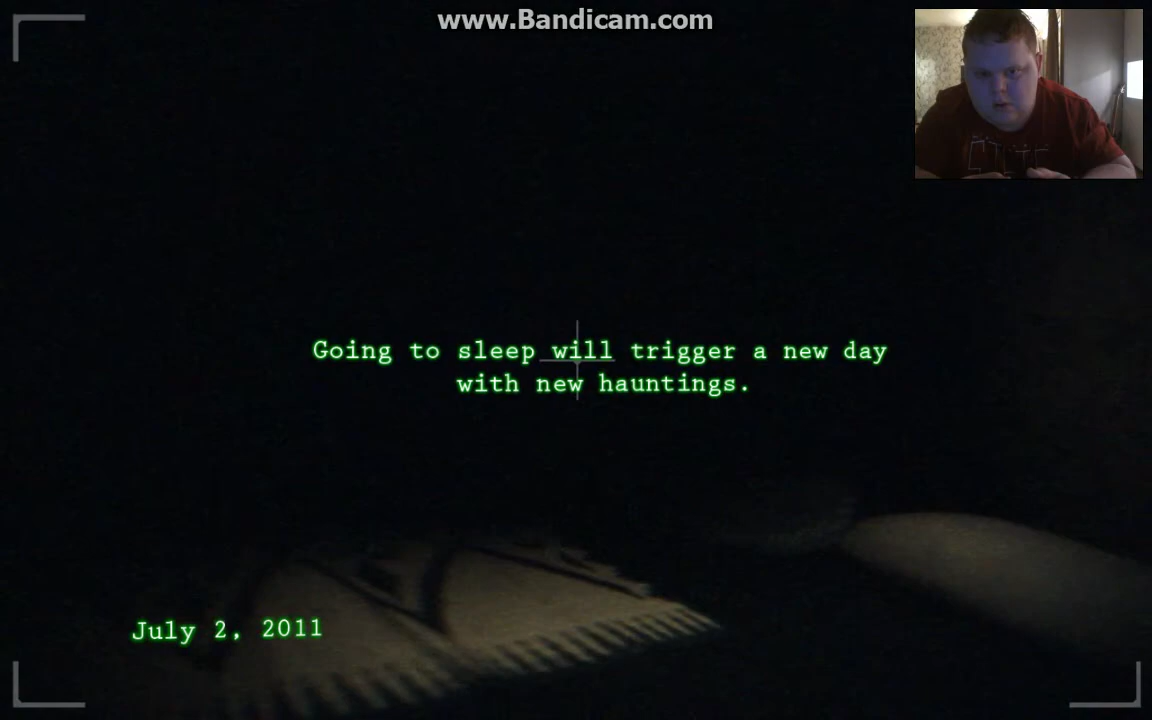 www.Bandicam.com
Going to sleep will trigger a new day
with new hauntings.
July 2, 2011